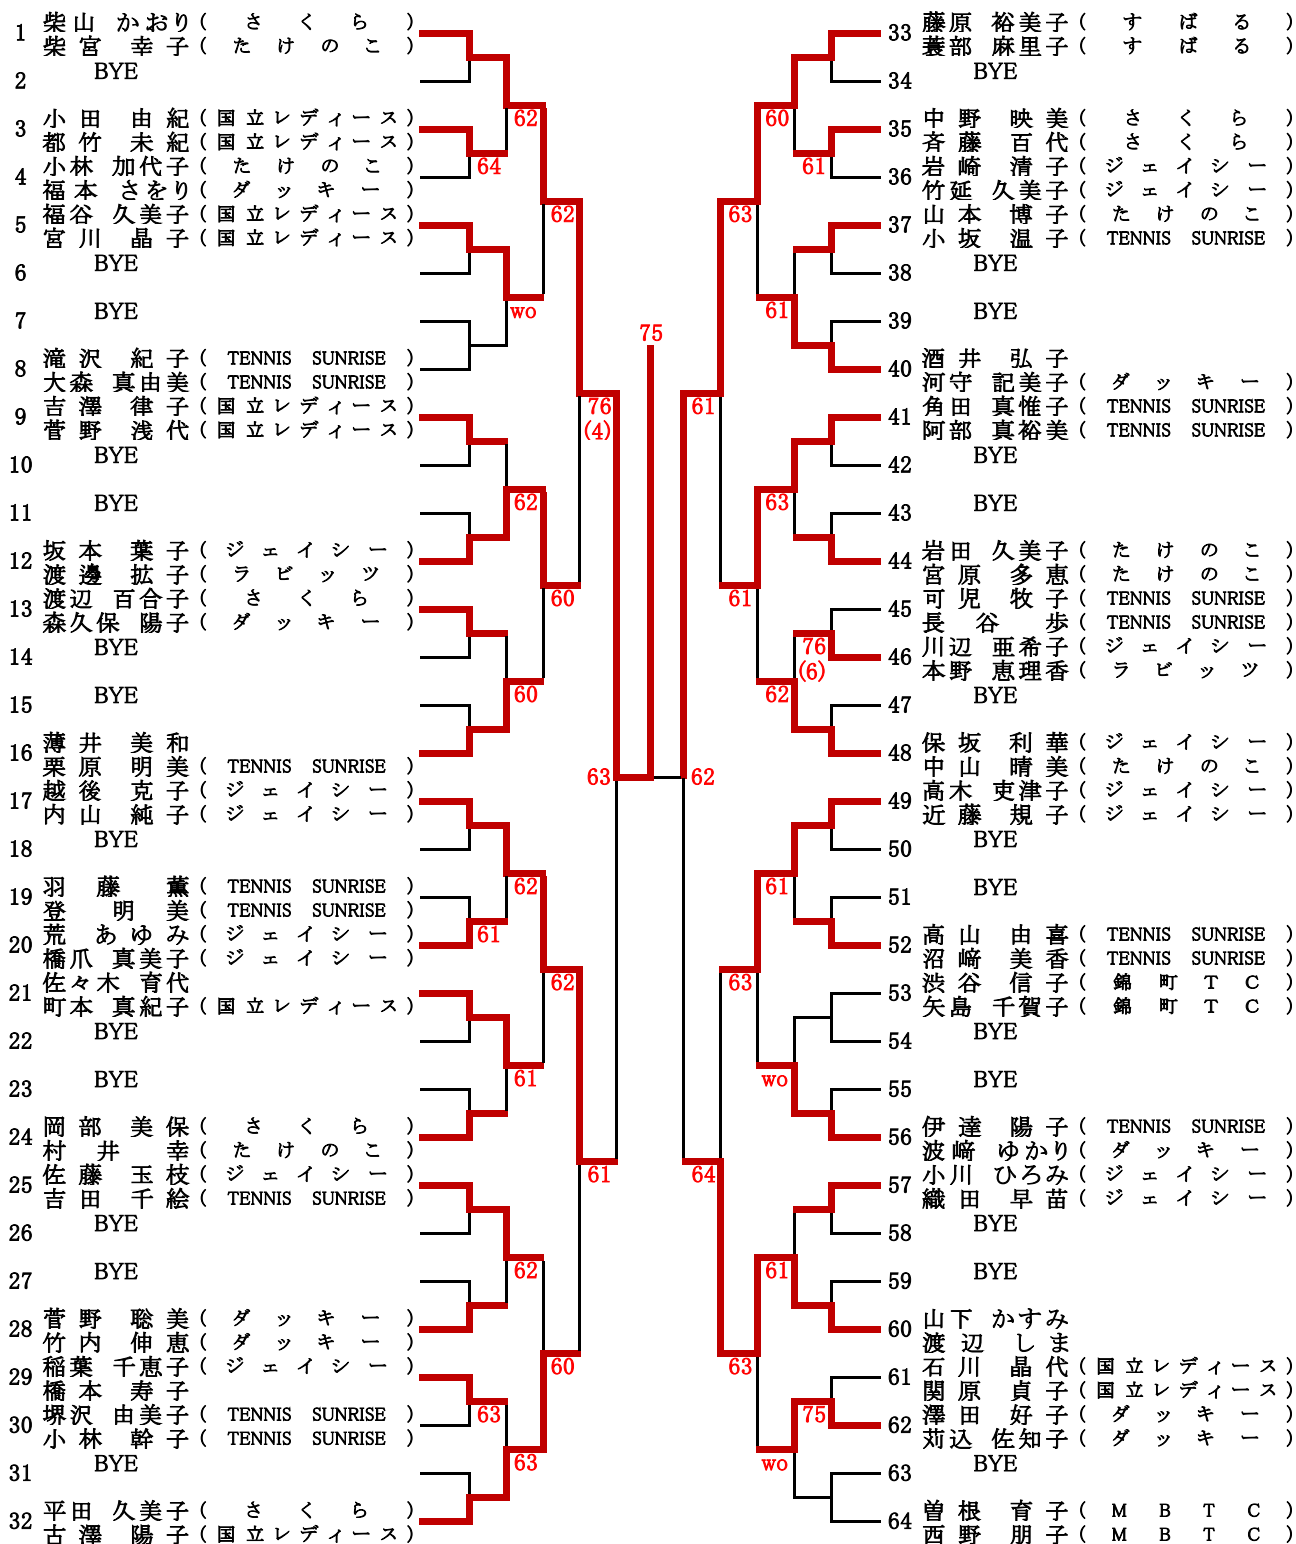 1 柴山 かおり ( さくら )
柴宮 幸子 ( たけのこ )
2 BYE
3 小田 由紀 ( 国立レディース )
都竹 未紀 ( 国立レディース )
4 小林 加代子 ( たけのこ )
福本 さをり ( ダッキー )
5 福谷 久美子 ( 国立レディース )
宮川 晶子 ( 国立レディース )
6 BYE
7 BYE
8 滝沢 紀子 ( TENNIS SUNRISE )
大森 真由美 ( TENNIS SUNRISE )
9 吉澤 律子 ( 国立レディース )
菅野 浅代 ( 国立レディース )
10 BYE
11 BYE
12 坂本 葉子 ( ジェイシー )
渡邊 拡子 ( ラビッツ )
13 渡辺 百合子 ( さくら )
森久保 陽子 ( ダッキー )
14 BYE
15 BYE
16 薄井 美和
栗原 明美 ( TENNIS SUNRISE )
17 越後 克子 ( ジェイシー )
内山 純子 ( ジェイシー )
18 BYE
19 羽藤 薫 ( TENNIS SUNRISE )
登 明美 ( TENNIS SUNRISE )
20 荒 あゆみ ( ジェイシー )
橋爪 真美子 ( ジェイシー )
21 佐々木 育代
町本 真紀子 ( 国立レディース )
22 BYE
23 BYE
24 岡部 美保 ( さくら )
村井 幸 ( たけのこ )
25 佐藤 玉枝 ( ジェイシー )
吉田 千絵 ( TENNIS SUNRISE )
26 BYE
27 BYE
28 菅野 聡美 ( ダッキー )
竹内 伸恵 ( ダッキー )
29 稲葉 千恵子 ( ジェイシー )
橋本 寿子
30 堺沢 由美子 ( TENNIS SUNRISE )
小林 幹子 ( TENNIS SUNRISE )
31 BYE
32 平田 久美子 ( さくら )
古澤 陽子 ( 国立レディース )
64
61
63
62
wo
62
60
62
61
62
63
62
60
62
60
76
(4)
61
63
75
62
61
64
63
61
63
63
60
61
63
62
61
wo
61
wo
61
76
(6)
75
33 藤原 裕美子 ( すばる )
蓑部 麻里子 ( すばる )
34 BYE
35 中野 映美 ( さくら )
斉藤 百代 ( さくら )
36 岩崎 清子 ( ジェイシー )
竹延 久美子 ( ジェイシー )
37 山本 博子 ( たけのこ )
小坂 温子 ( TENNIS SUNRISE )
38 BYE
39 BYE
40 酒井 弘子
河守 記美子 ( ダッキー )
41 角田 真惟子 ( TENNIS SUNRISE )
阿部 真裕美 ( TENNIS SUNRISE )
42 BYE
43 BYE
44 岩田 久美子 ( たけのこ )
宮原 多恵 ( たけのこ )
45 可児 牧子 ( TENNIS SUNRISE )
長谷 歩 ( TENNIS SUNRISE )
46 川辺 亜希子 ( ジェイシー )
本野 恵理香 ( ラビッツ )
47 BYE
48 保坂 利華 ( ジェイシー )
中山 晴美 ( たけのこ )
49 高木 吏津子 ( ジェイシー )
近藤 規子 ( ジェイシー )
50 BYE
51 BYE
52 高山 由喜 ( TENNIS SUNRISE )
沼﨑 美香 ( TENNIS SUNRISE )
53 渋谷 信子 ( 錦町TC )
矢島 千賀子 ( 錦町TC )
54 BYE
55 BYE
56 伊達 陽子 ( TENNIS SUNRISE )
波﨑 ゆかり ( ダッキー )
57 小川 ひろみ ( ジェイシー )
織田 早苗 ( ジェイシー )
58 BYE
59 BYE
60 山下 かすみ
渡辺 しま
61 石川 晶代 ( 国立レディース )
関原 貞子 ( 国立レディース )
62 澤田 好子 ( ダッキー )
苅込 佐知子 ( ダッキー )
63 BYE
64 曽根 育子 ( MBTC )
西野 朋子 ( MBTC )